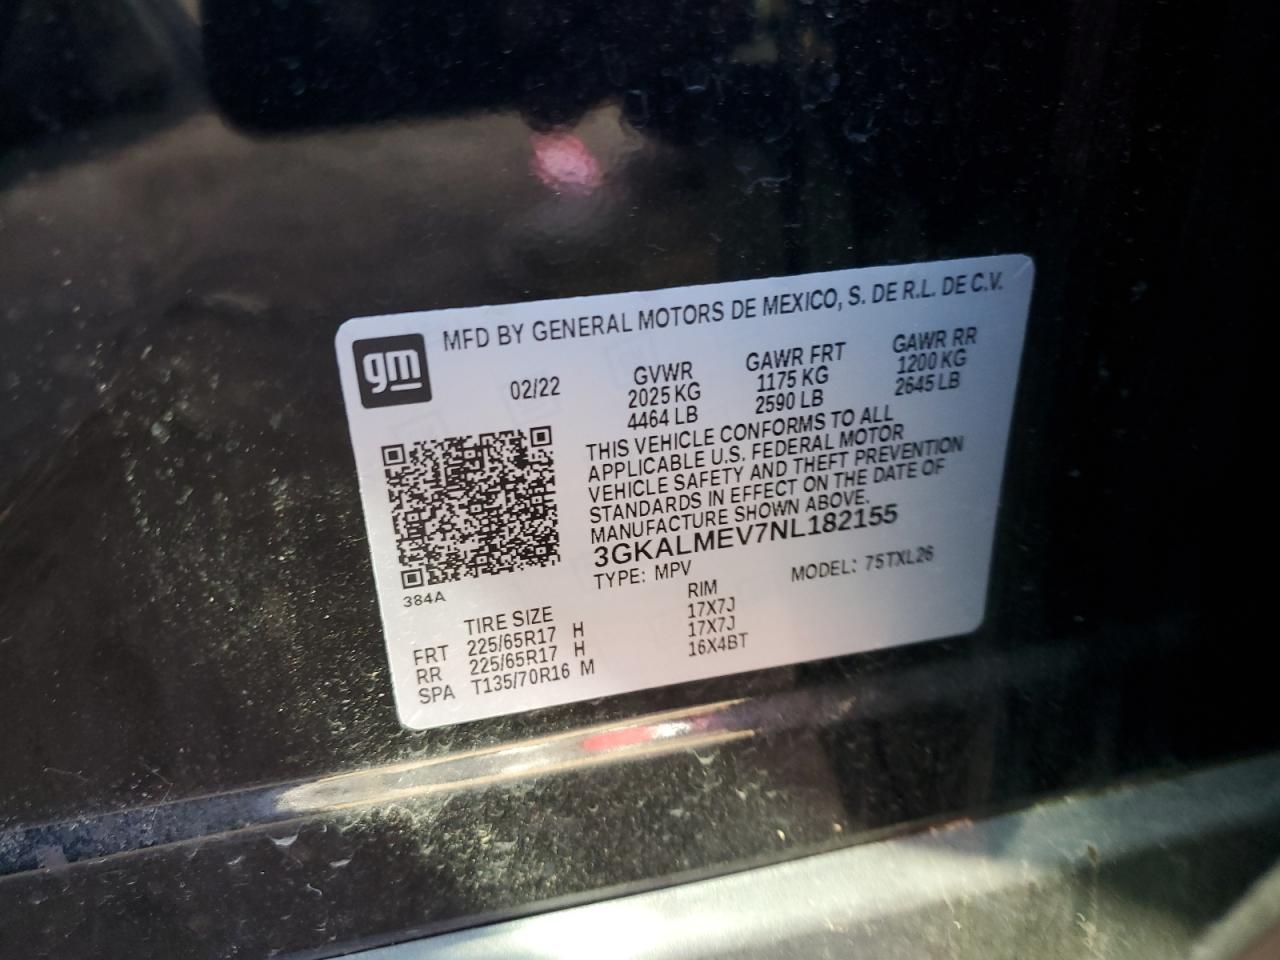 MFD BY GENERAL MOTORS DE MEXICO, S. DE R.L. DE C.V.
gm
02/22
GVWR
2025 KG
4464 LB
GAWR FRT
1175 KG
2590 LB
GAWR RR
1200 KG
2645 LB
THIS VEHICLE CONFORMS TO ALL
APPLICABLE U.S. FEDERAL MOTOR
VEHICLE SAFETY AND THEFT PREVENTION
STANDARDS IN EFFECT ON THE DATE OF
MANUFACTURE SHOWN ABOVE.
3GKALMEV7NL182155
TYPE: MPV MODEL: 75TXL26
384A
TIRE SIZE RIM
FRT 225/65R17 H 17X7J
RR 225/65R17 H 17X7J
SPA T135/70R16 M 16X4BT